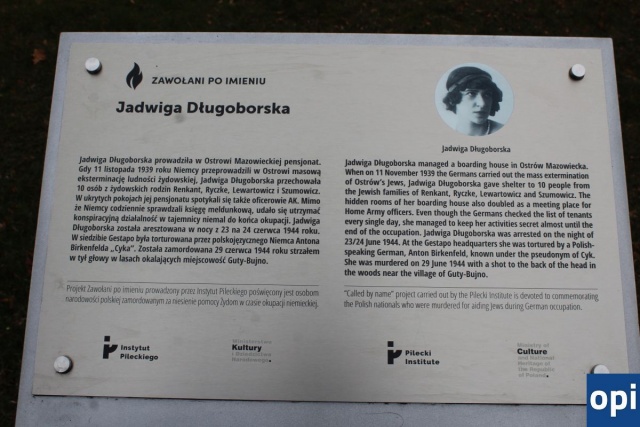 ZAWOŁANI PO IMIENIU
Jadwiga Długoborska
Jadwiga Długoborska prowadziła w Ostrowi Mazowieckiej pensjonat.
Gdy 11 listopada 1939 roku Niemcy przeprowadzili w Ostrowi masową
eksterminację ludności żydowskiej, Jadwiga Długoborska przechowała
10 osób z żydowskich rodzin Renkant, Ryczke, Lewartowicz i Szumowicz.
W ukrytych pokojach jej pensjonatu spotykali się także oficerowie AK. Mimo
że Niemcy codziennie sprawdzali księgę meldunkową, udało się utrzymać
konspiracyjną działalność w tajemnicy niemal do końca okupacji. Jadwiga
Długoborska została aresztowana w nocy z 23 na 24 czerwca 1944 roku.
W siedzibie Gestapo była torturowana przez polskojęzycznego Niemca Antona
Birkenfelda „Cyka”. Została zamordowana 29 czerwca 1944 roku strzałem
w tył głowy w lasach okalających miejscowość Guty-Bujno.
Projekt Zawołani po imieniu prowadzony przez Instytut Pileckiego poświęcony jest osobom
narodowości polskiej zamordowanym za niesienie pomocy Żydom w czasie okupacji niemieckiej.
Instytut
Pileckiego
Ministerstwo
Kultury
i Dziedzictwa
Narodowego
Jadwiga Długoborska
Jadwiga Długoborska managed a boarding house in Ostrów Mazowiecka.
When on 11 November 1939 the Germans carried out the mass extermination
of Ostrów's Jews, Jadwiga Długoborska gave shelter to 10 people from
the Jewish families of Renkant, Ryczke, Lewartowicz and Szumowicz. The
hidden rooms of her boarding house also doubled as a meeting place for
Home Army officers. Even though the Germans checked the list of tenants
every single day, she managed to keep her activities secret almost until the
end of the occupation. Jadwiga Długoborska was arrested on the night of
23/24 June 1944. At the Gestapo headquarters she was tortured by a Polish-
speaking German, Anton Birkenfeld, known under the pseudonym of Cyk.
She was murdered on 29 June 1944 with a shot to the back of the head in
the woods near the village of Guty-Bujno.
"Called by name" project carried out by the Pilecki Institute is devoted to commemorating
the Polish nationals who were murdered for aiding Jews during German occupation.
Pilecki
Institute
Ministry of
Culture
and National
Heritage of
the Republic
of Poland
opi